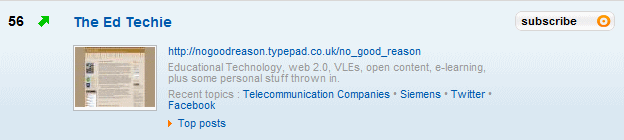 56 The Ed Techie subscribe
http://nogoodreason.typepad.co.uk/no_good_reason
Educational Technology, web 2.0, VLEs, open content, e-learning,
plus some personal stuff thrown in.
Recent topics : Telecommunication Companies • Siemens • Twitter •
Facebook
Top posts